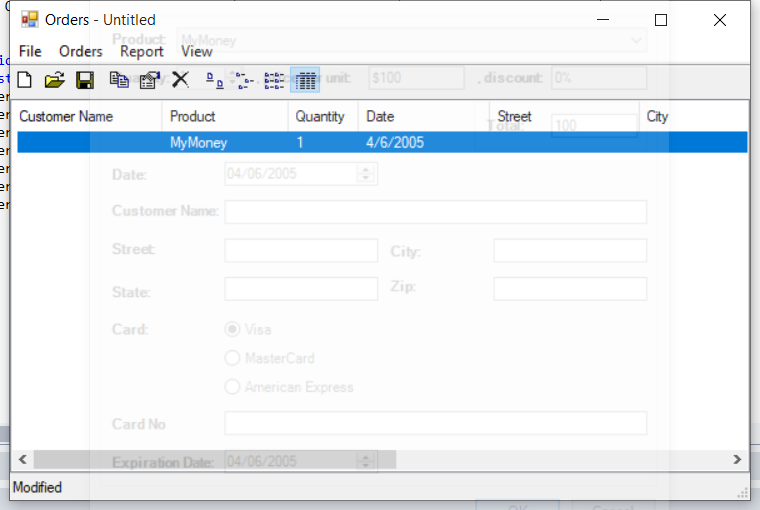 Orders - Untitled
File Orders Report View
Product: MyMoney
unit: $100 , discount: 0%
Customer Name Product Quantity Date Street City
Total: 100
MyMoney 1 4/6/2005
Date: 04/06/2005
Customer Name:
Street: City:
State: Zip:
Card: Visa
MasterCard
American Express
Card No
Expiration Date: 04/06/2005
Modified
OK Cancel